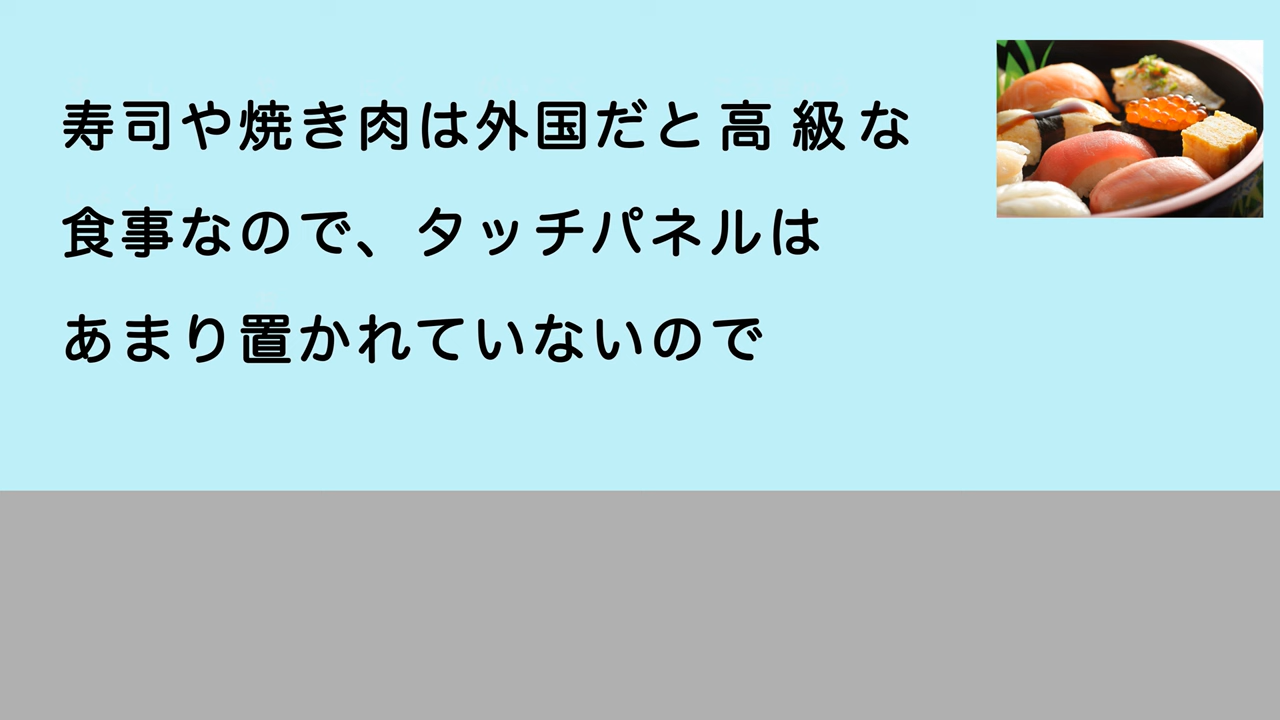 寿司や焼き肉は外国だと高級な
食事なので、タッチパネルは
あまり置かれていないので